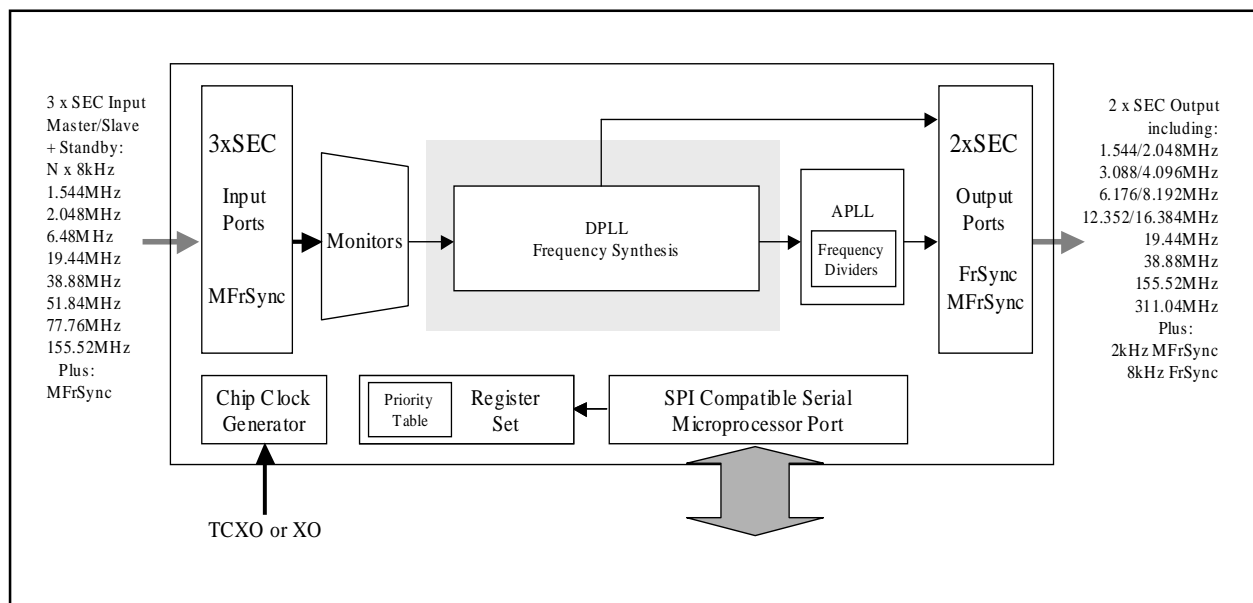 3 x SEC Input
Master/Slave
+ Standby:
N x 8kHz
1.544MHz
2.048MHz
6.48MHz
19.44MHz
38.88MHz
51.84MHz
77.76MHz
155.52MHz
Plus:
MFrSync
3xSEC
Input
Ports
MFrSync
Monitors
DPLL
Frequency Synthesis
APLL
Frequency
Dividers
2xSEC
Output
Ports
FrSync
MFrSync
2 x SEC Output
including:
1.544/2.048MHz
3.088/4.096MHz
6.176/8.192MHz
12.352/16.384MHz
19.44MHz
38.88MHz
155.52MHz
311.04MHz
Plus:
2kHz MFrSync
8kHz FrSync
Chip Clock
Generator
Priority
Table
Register
Set
SPI Compatible Serial
Microprocessor Port
TCXO or XO